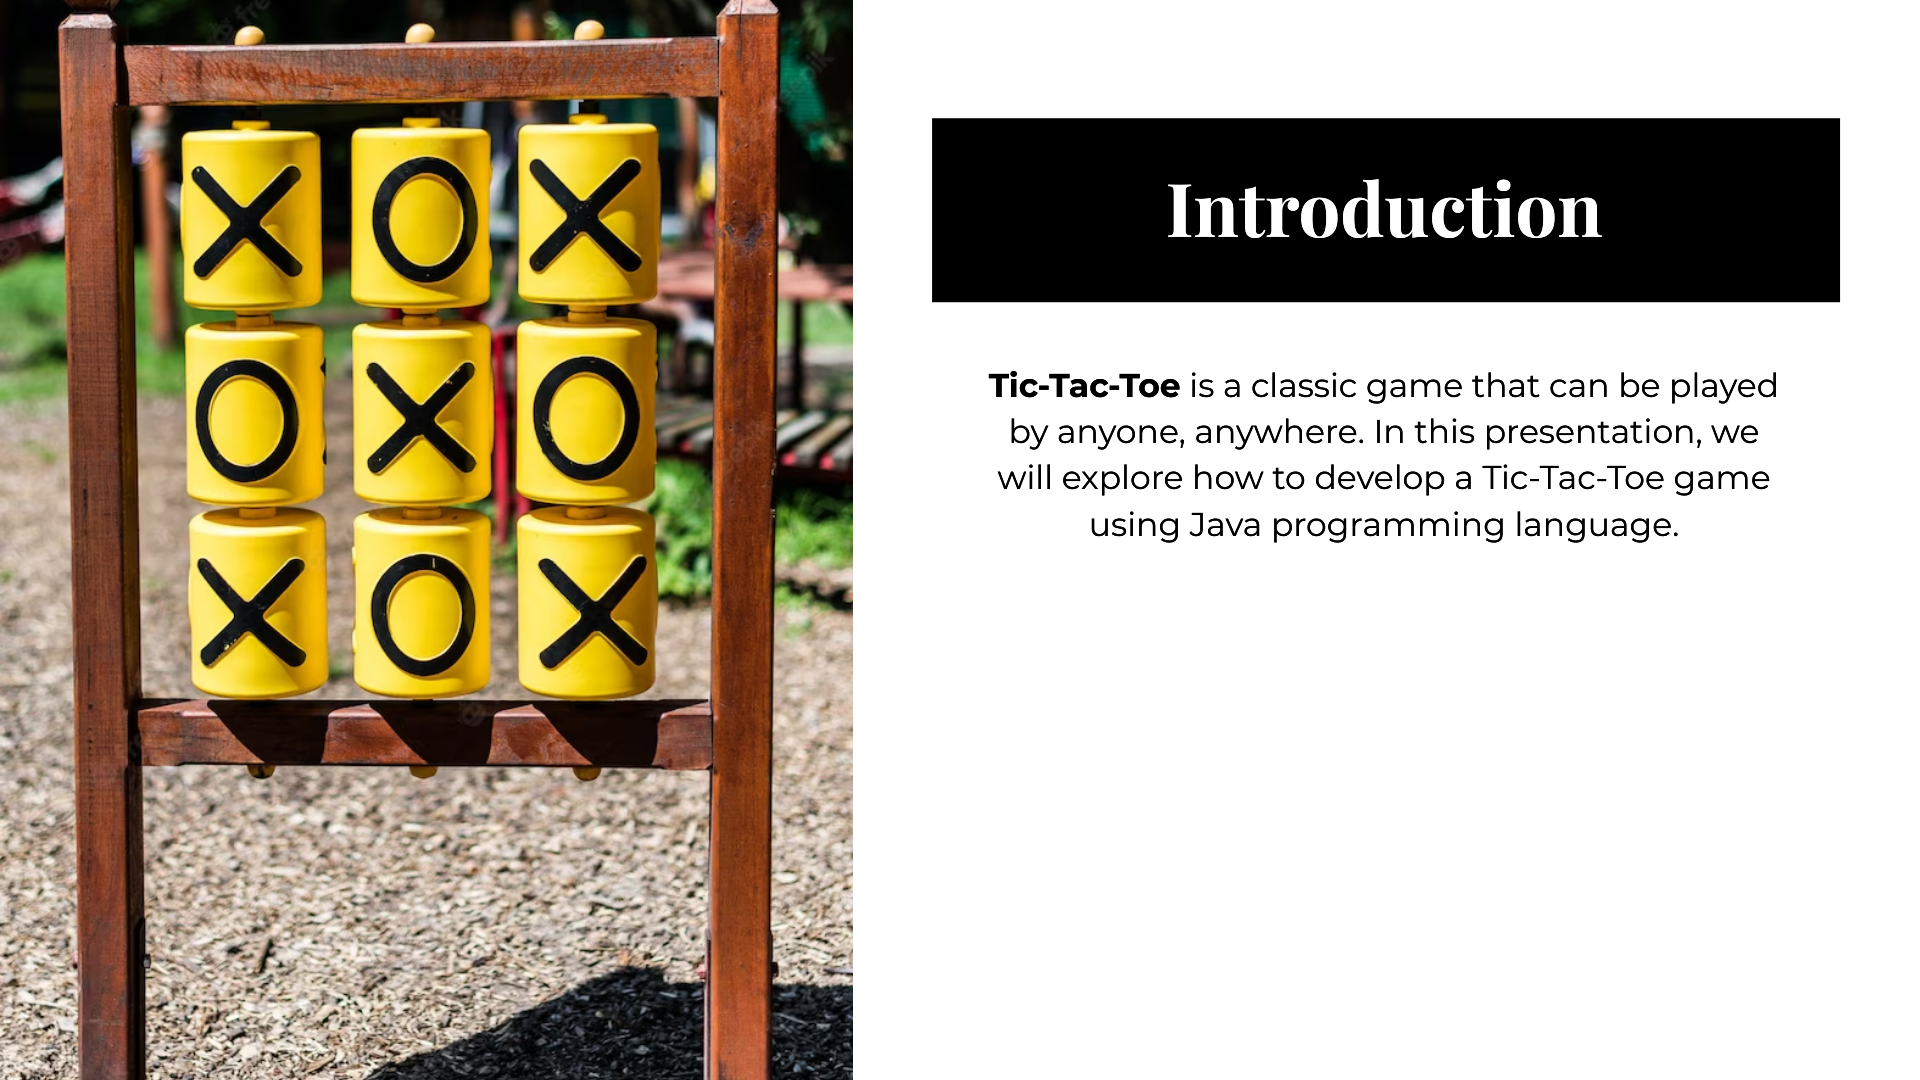 X O X
O X O
X O X
Introduction
Tic-Tac-Toe is a classic game that can be played
by anyone, anywhere. In this presentation, we
will explore how to develop a Tic-Tac-Toe game
using Java programming language.